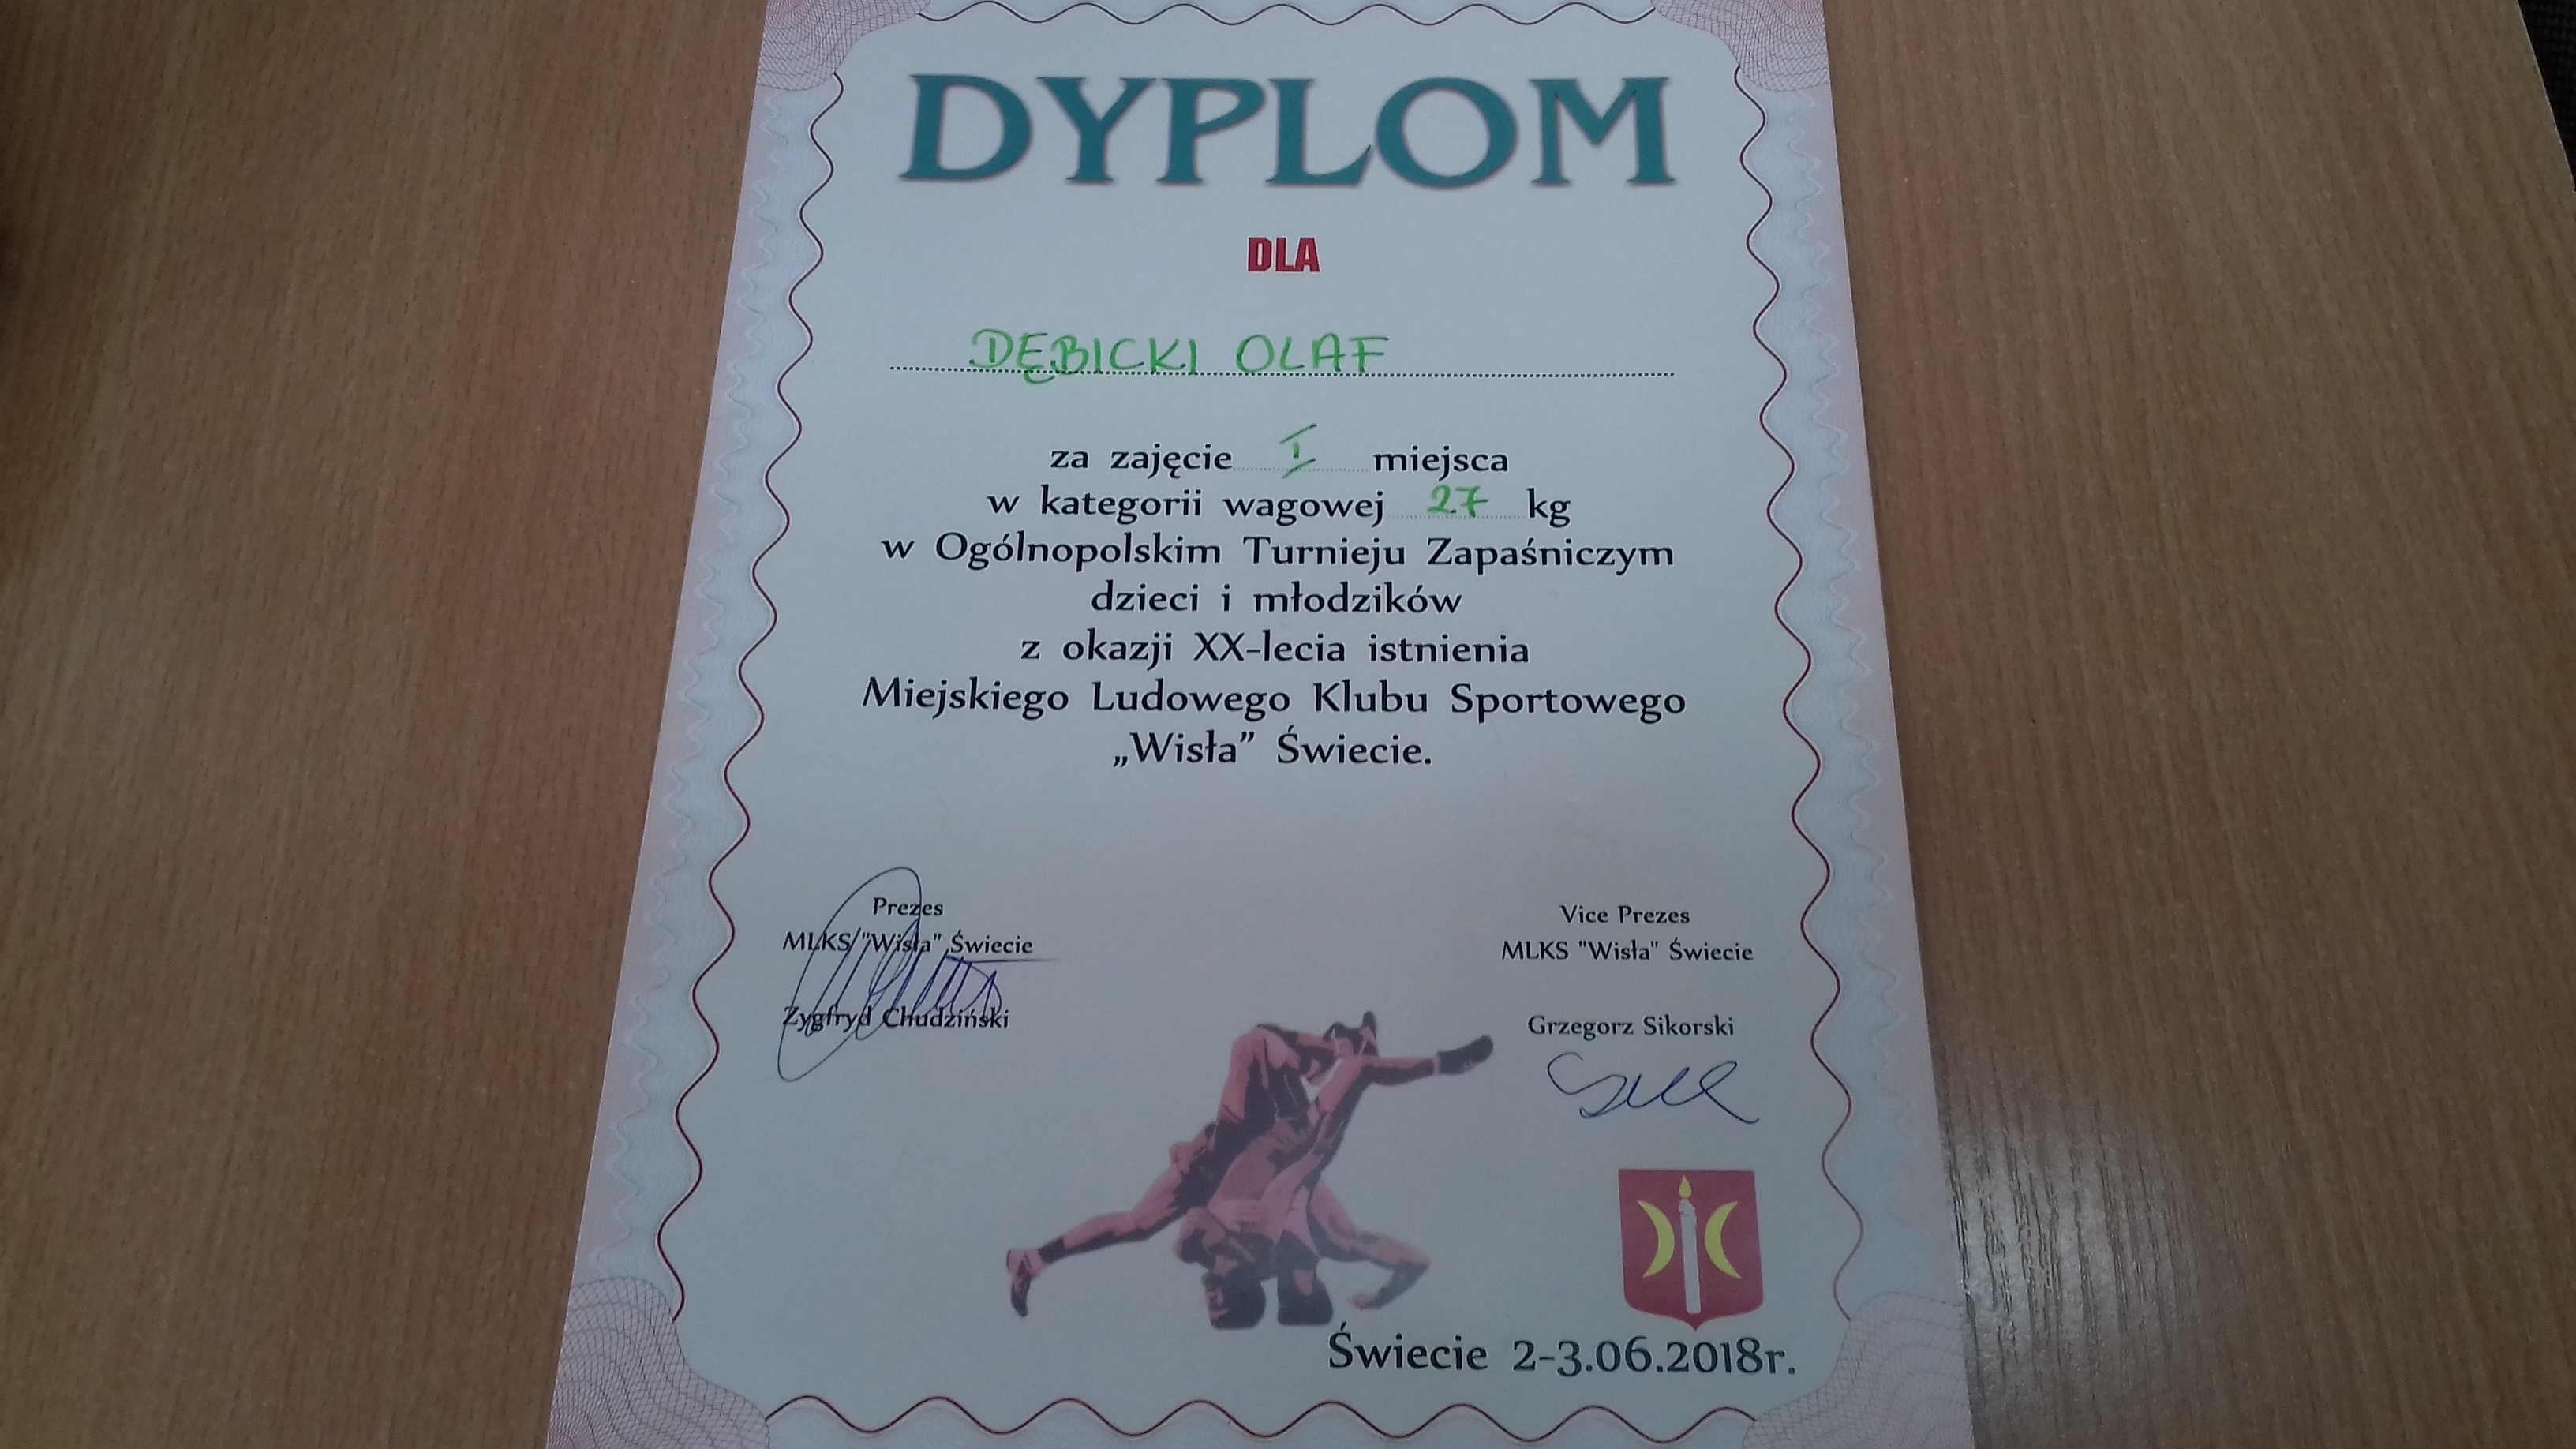 DYPLOM
DLA
DĘBICKI OLAF
za zajęcie I miejsca
w kategorii wagowej 27 kg
w Ogólnopolskim Turnieju Zapaśniczym
dzieci i młodzików
z okazji XX-lecia istnienia
Miejskiego Ludowego Klubu Sportowego
„Wisła” Świecie.
Prezes
MLKS "Wisła" Świecie
Zygfryd Chudziński
Vice Prezes
MLKS "Wisła" Świecie
Grzegorz Sikorski
Świecie 2-3.06.2018r.